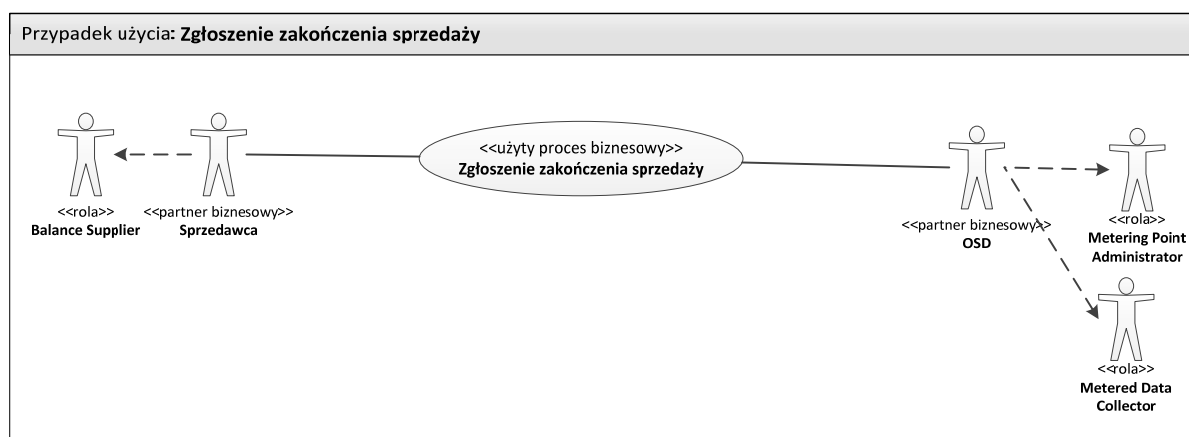 Przypadek użycia: Zgłoszenie zakończenia sprzedaży
<<użyty proces biznesowy>>
Zgłoszenie zakończenia sprzedaży
<<rola>>
Balance Supplier
<<partner biznesowy>>
Sprzedawca
<<partner biznesowy>>
OSD
<<rola>>
Metering Point
Administrator
<<rola>>
Metered Data
Collector